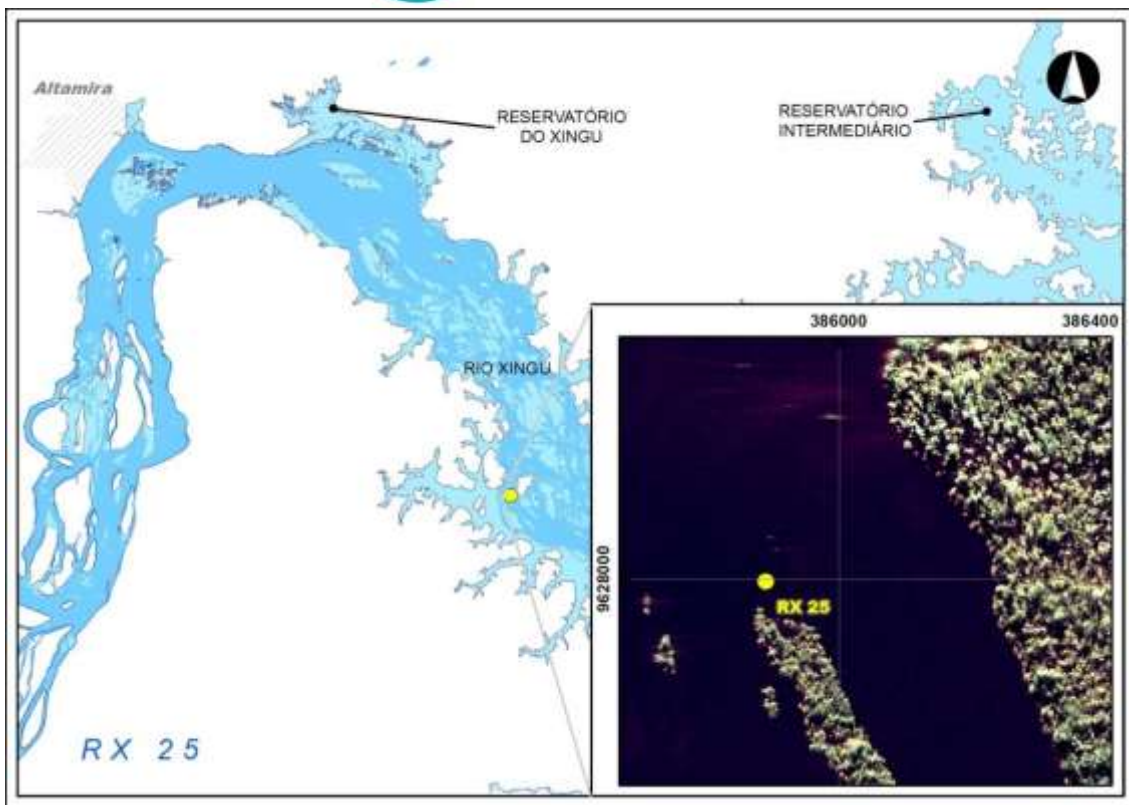 Altamira
RESERVATÓRIO
DO XINGU
RESERVATÓRIO
INTERMEDIÁRIO
386000
386400
RIO XINGU
9628000
RX 25
RX 25